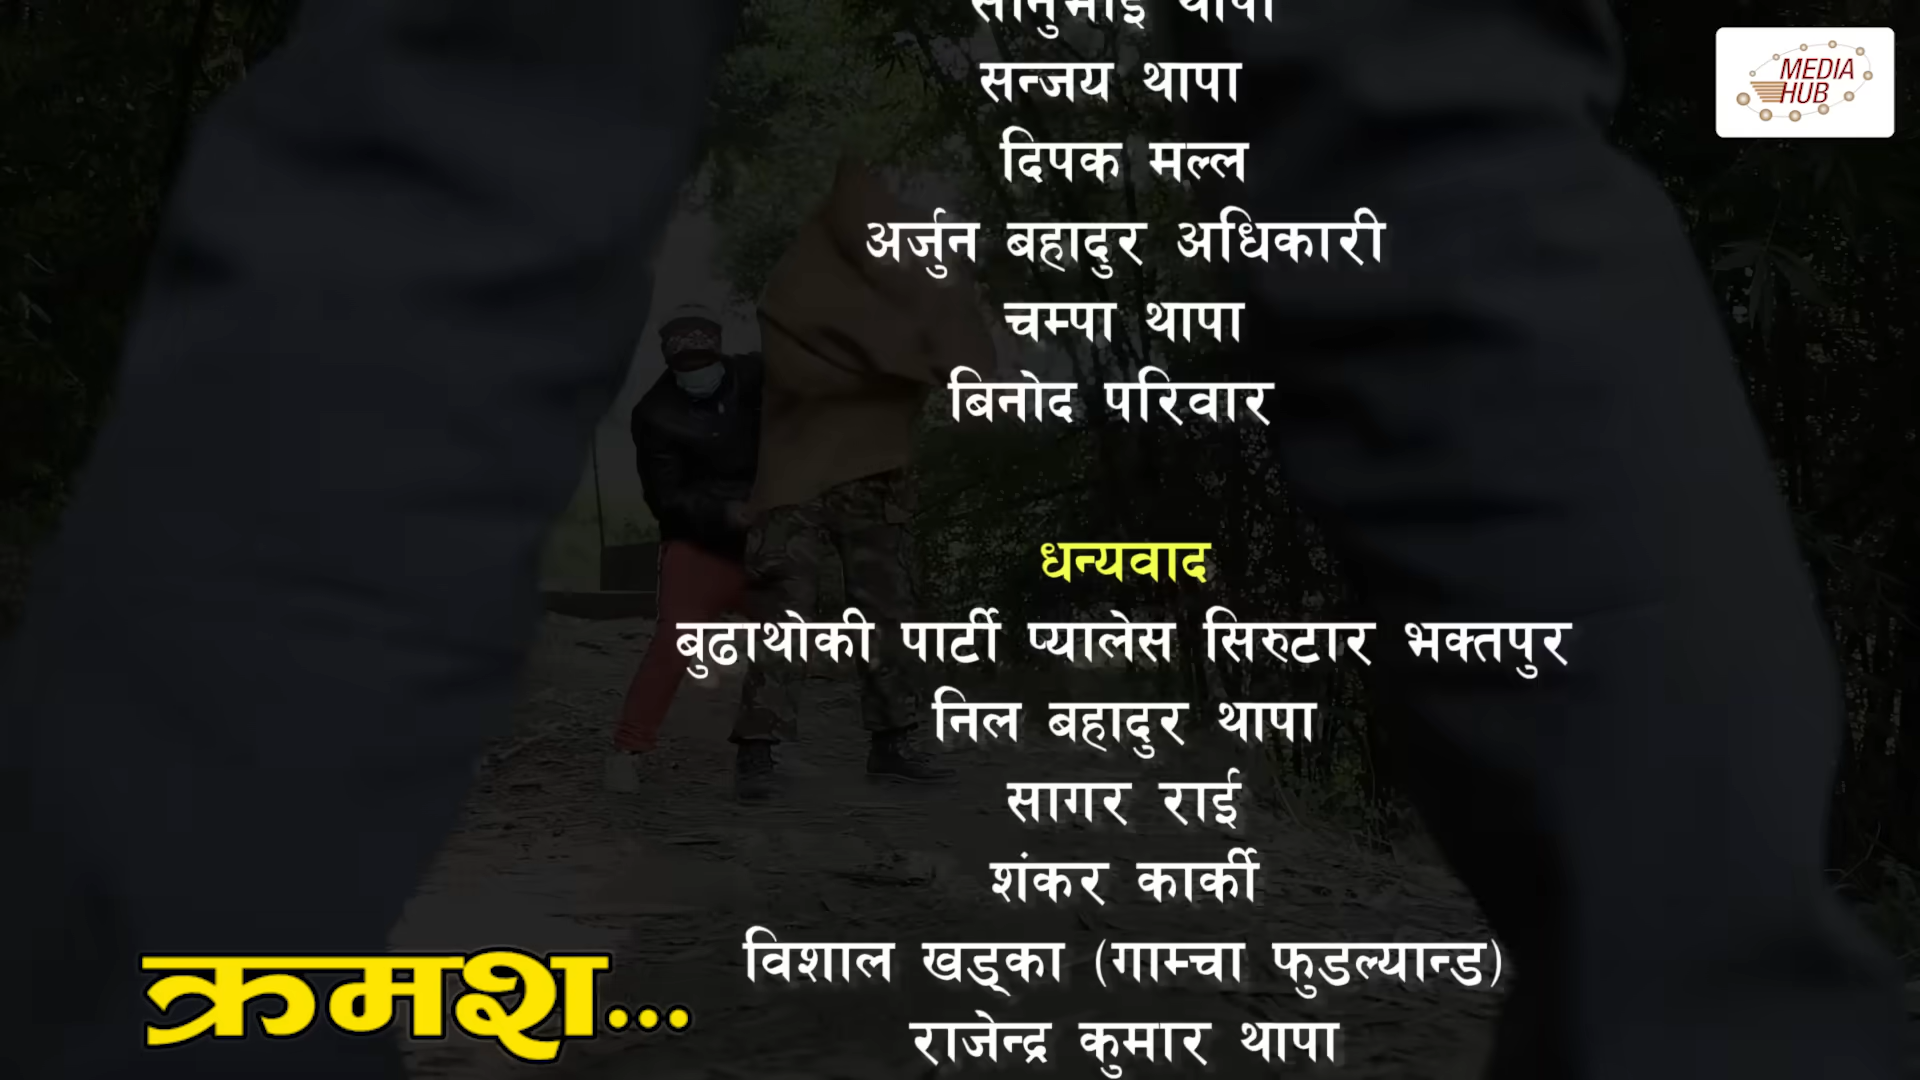 थापा
सन्जय थापा
दिपक मल्ल
अर्जुन बहादुर अधिकारी
चम्पा थापा
बिनोद परिवार
धन्यवाद
बुढाथोकी पार्टी प्यालेस सिरुटार भक्तपुर
निल बहादुर थापा
सागर राई
शंकर कार्की
विशाल खड्का (गाम्चा फुडल्यान्ड)
राजेन्द्र कुमार थापा
क्रमश...
MEDIA
HUB